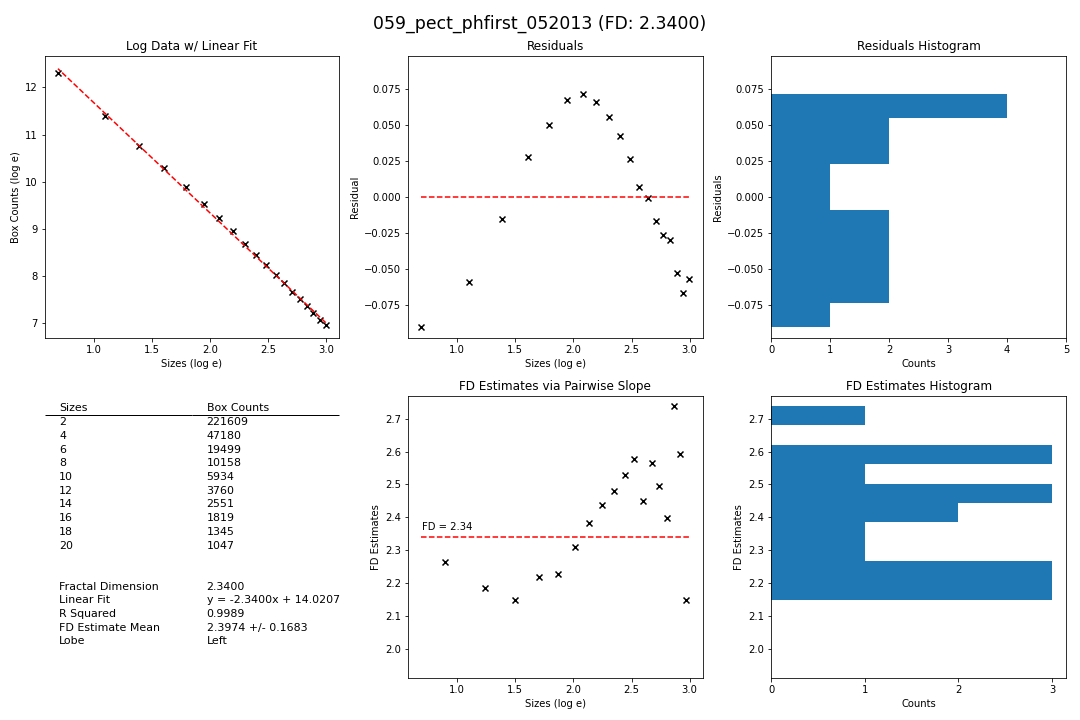 059_pect_phfirst_052013 (FD: 2.3400)
Log Data w/ Linear Fit
12
11
10
9
8
7
Box Counts (log e)
1.0 1.5 2.0 2.5 3.0
Sizes (log e)
Residuals
0.075
0.050
0.025
0.000
−0.025
−0.050
−0.075
Residual
1.0 1.5 2.0 2.5 3.0
Sizes (log e)
Residuals Histogram
0.075
0.050
0.025
0.000
−0.025
−0.050
−0.075
Residuals
0 1 2 3 4 5
Counts
Sizes Box Counts
2 221609
4 47180
6 19499
8 10158
10 5934
12 3760
14 2551
16 1819
18 1345
20 1047
Fractal Dimension 2.3400
Linear Fit y = -2.3400x + 14.0207
R Squared 0.9989
FD Estimate Mean 2.3974 +/- 0.1683
Lobe Left
FD Estimates via Pairwise Slope
2.7
2.6
2.5
2.4
2.3
2.2
2.1
2.0
FD Estimates
FD = 2.34
1.0 1.5 2.0 2.5 3.0
Sizes (log e)
FD Estimates Histogram
2.7
2.6
2.5
2.4
2.3
2.2
2.1
2.0
FD Estimates
0 1 2 3
Counts